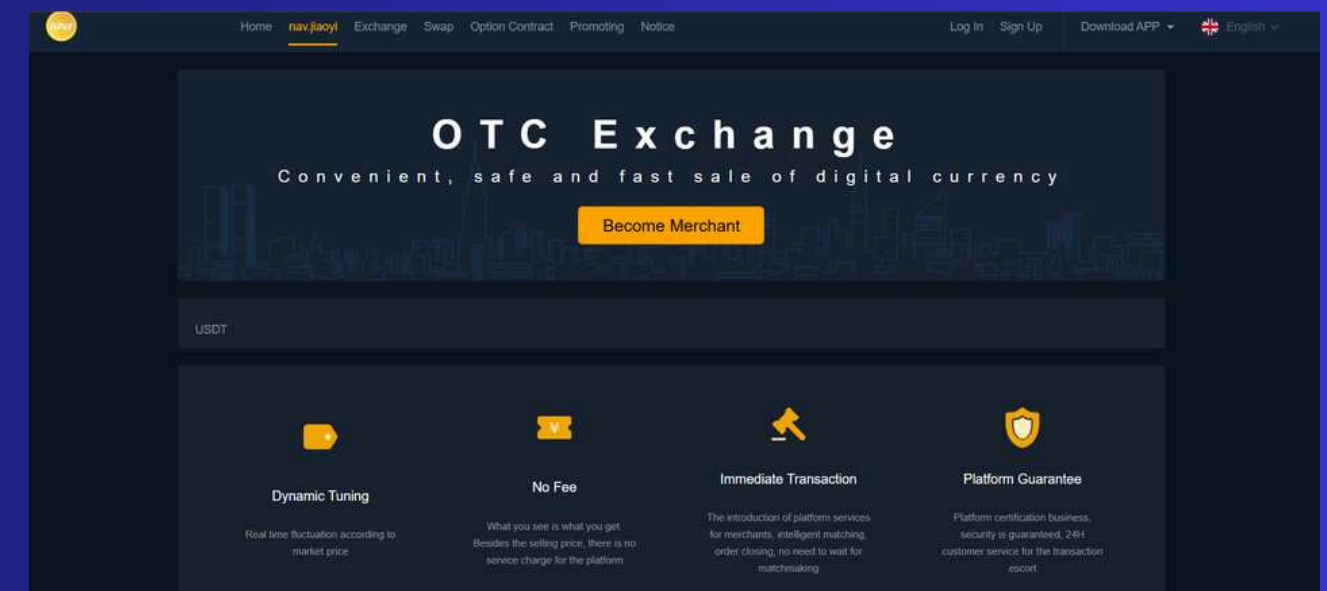 Home nav.jiaoyi Exchange Swap Option Contract Promoting Notice Log In Sign Up Download APP English
OTC Exchange
Convenient, safe and fast sale of digital currency
Become Merchant
USDT
Dynamic Tuning
Real time fluctuation according to
market price
No Fee
What you see is what you get.
Besides the selling price, there is no
service charge for the platform
Immediate Transaction
The introduction of platform services
for merchants, intelligent matching,
order closing, no need to wait for
matchmaking
Platform Guarantee
Platform certification business,
security is guaranteed, 24H
customer service for the transaction
escort